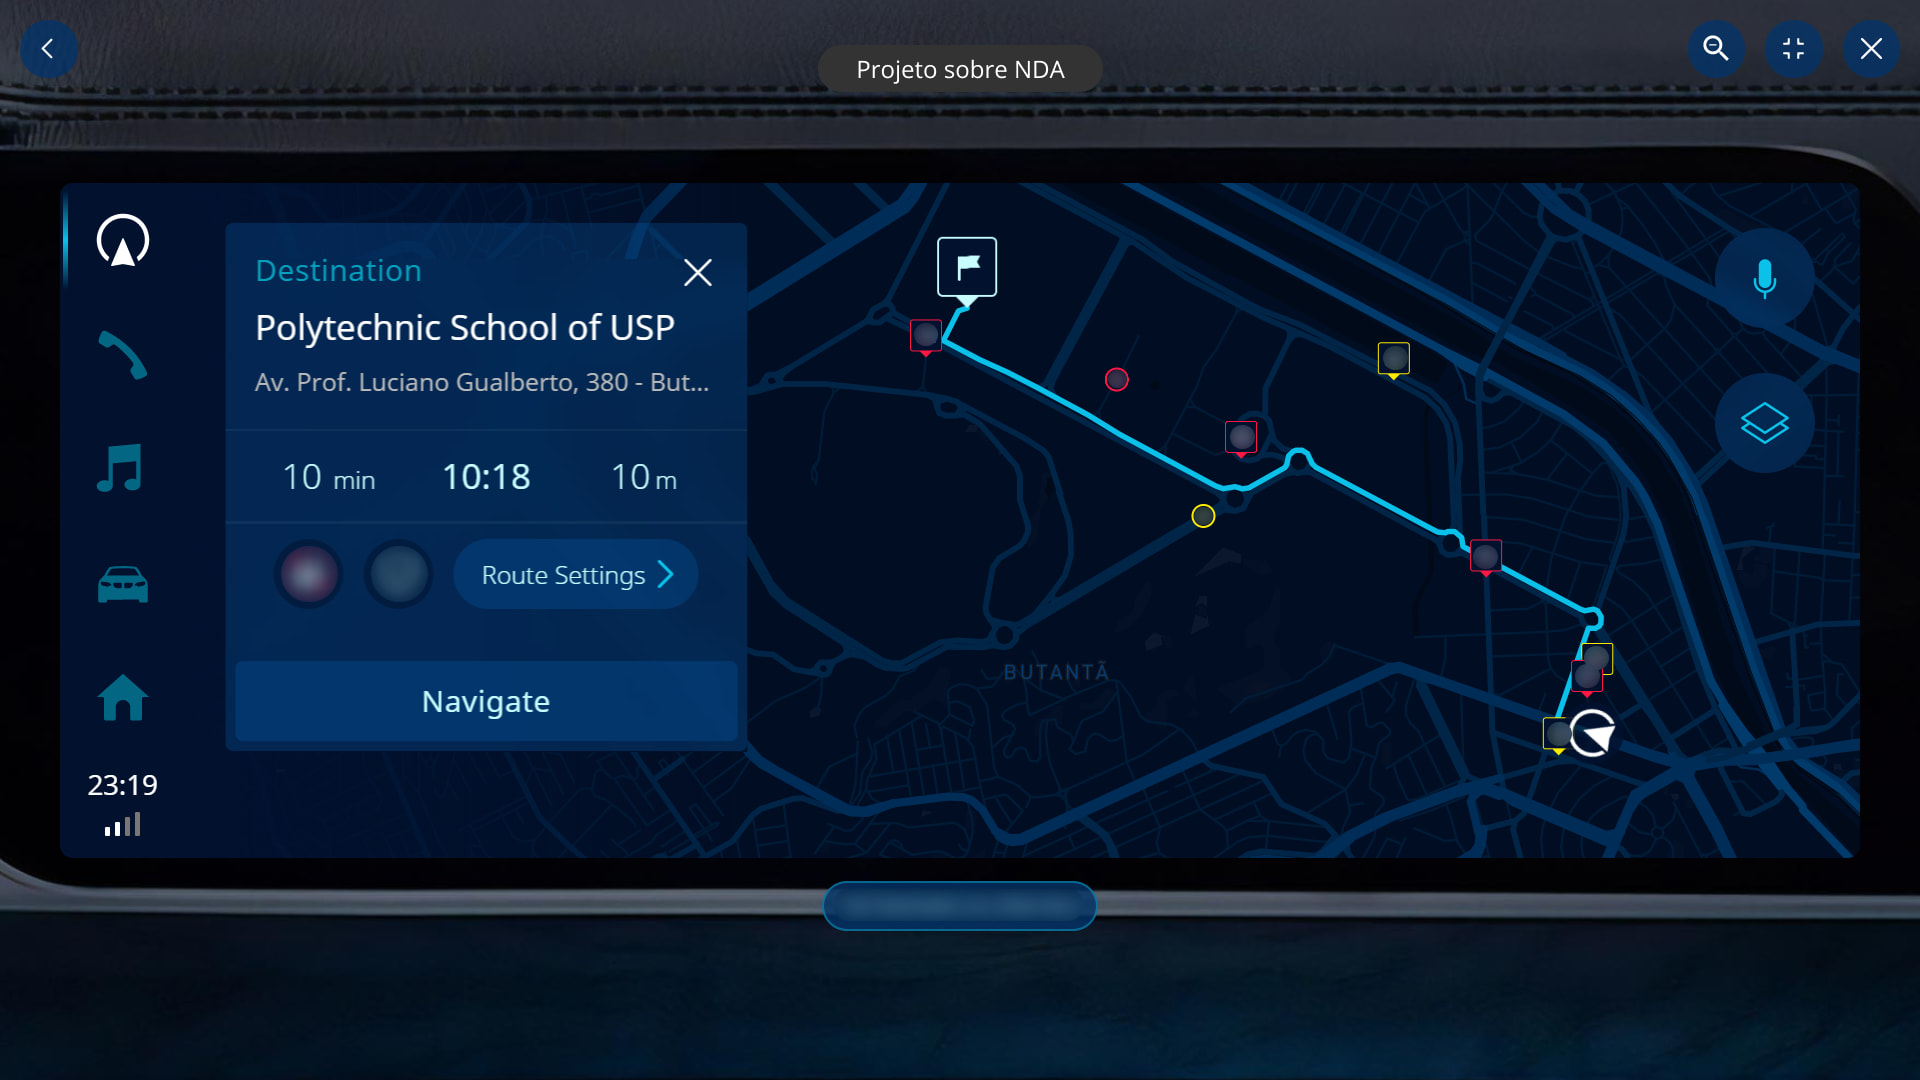 Projeto sobre NDA
Destination
Polytechnic School of USP
Av. Prof. Luciano Gualberto, 380 - But...
10 min 10:18 10 m
Route Settings
Navigate
23:19
BUTANTÃ